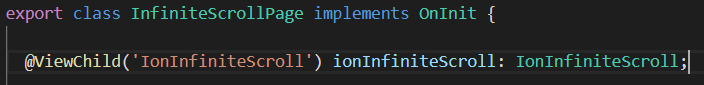 export class InfiniteScrollPage implements OnInit {
@ViewChild('IonInfiniteScroll') ionInfiniteScroll: IonInfiniteScroll;